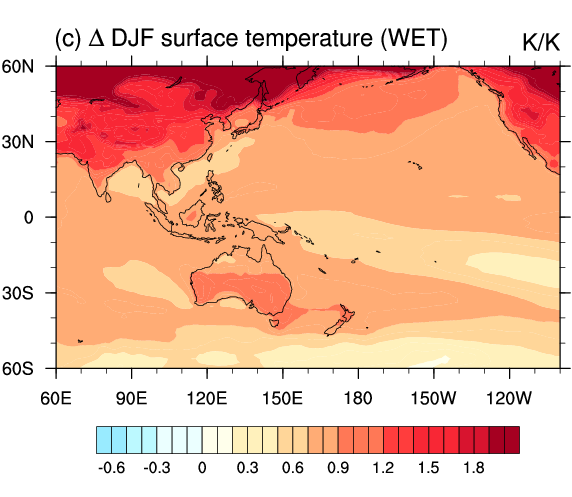 (c) Δ DJF surface temperature (WET) K/K
60N
30N
0
30S
60S
60E 90E 120E 150E 180 150W 120W
-0.6 -0.3 0 0.3 0.6 0.9 1.2 1.5 1.8